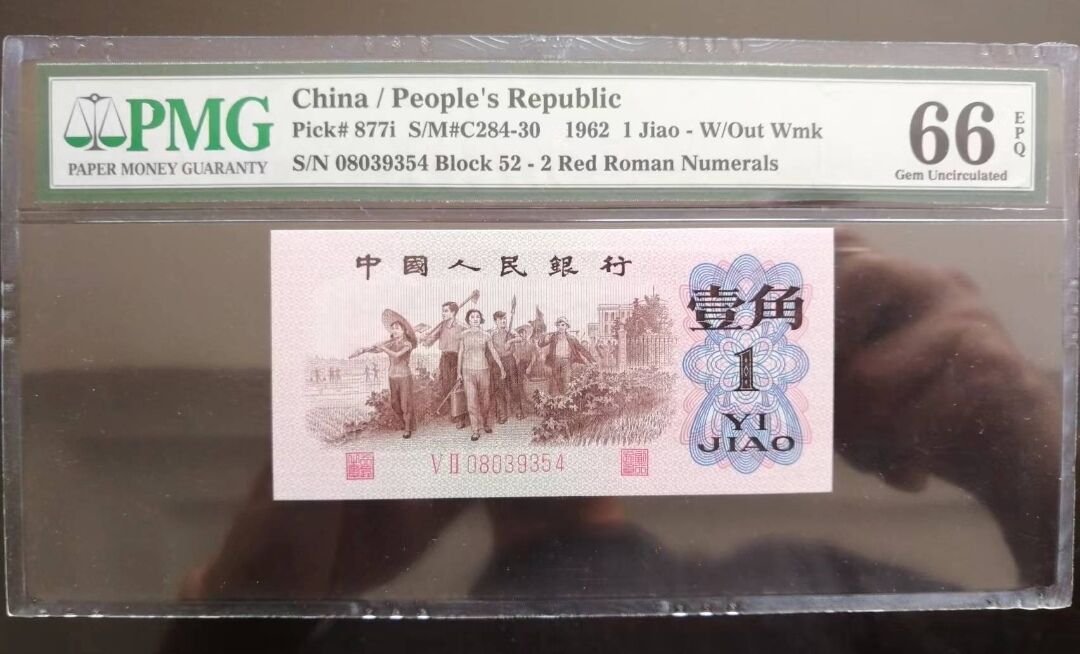 PMG
PAPER MONEY GUARANTY
China / People's Republic
Pick# 877i S/M#C284-30 1962 1 Jiao - W/Out Wmk
S/N 08039354 Block 52 - 2 Red Roman Numerals
66
EPQ
Gem Uncirculated
中國人民銀行
壹角
1
YI
JIAO
V II 08039354